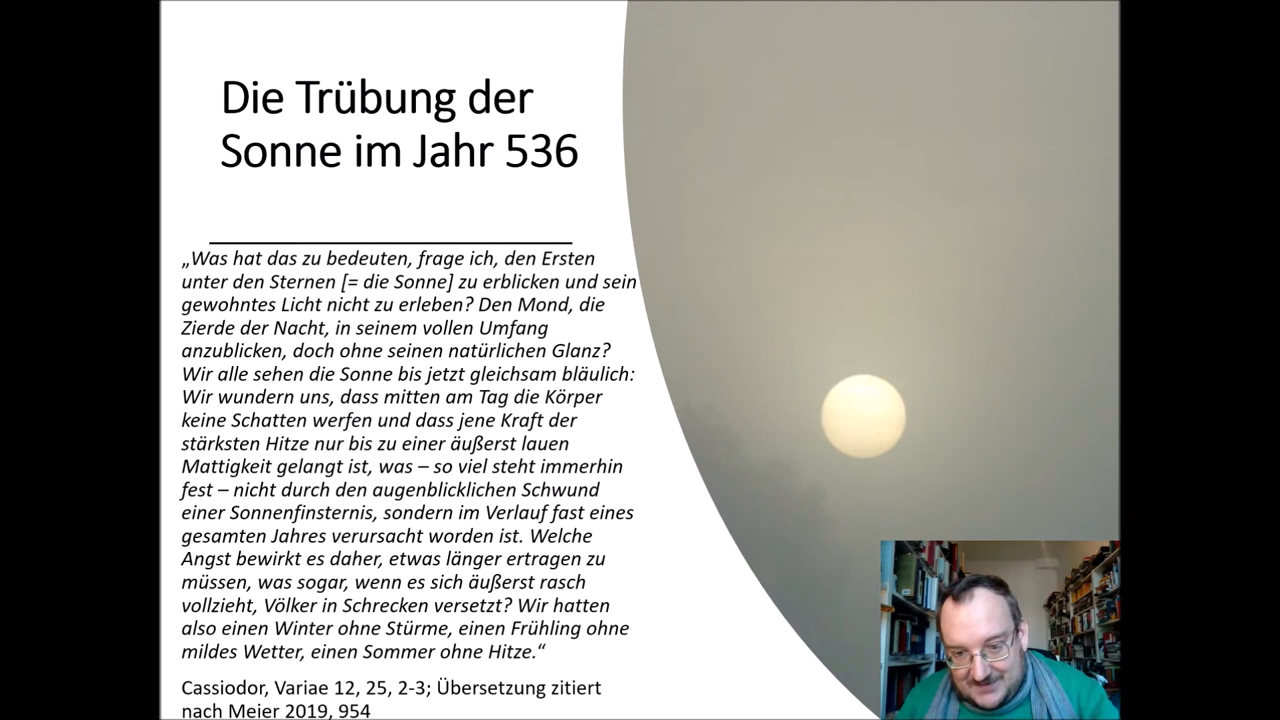 Die Trübung der
Sonne im Jahr 536
„Was hat das zu bedeuten, frage ich, den Ersten
unter den Sternen [= die Sonne] zu erblicken und sein
gewohntes Licht nicht zu erleben? Den Mond, die
Zierde der Nacht, in seinem vollen Umfang
anzublicken, doch ohne seinen natürlichen Glanz?
Wir alle sehen die Sonne bis jetzt gleichsam bläulich:
Wir wundern uns, dass mitten am Tag die Körper
keine Schatten werfen und dass jene Kraft der
stärksten Hitze nur bis zu einer äußerst lauen
Mattigkeit gelangt ist, was – so viel steht immerhin
fest – nicht durch den augenblicklichen Schwund
einer Sonnenfinsternis, sondern im Verlauf fast eines
gesamten Jahres verursacht worden ist. Welche
Angst bewirkt es daher, etwas länger ertragen zu
müssen, was sogar, wenn es sich äußerst rasch
vollzieht, Völker in Schrecken versetzt? Wir hatten
also einen Winter ohne Stürme, einen Frühling ohne
mildes Wetter, einen Sommer ohne Hitze.“
Cassiodor, Variae 12, 25, 2-3; Übersetzung zitiert
nach Meier 2019, 954